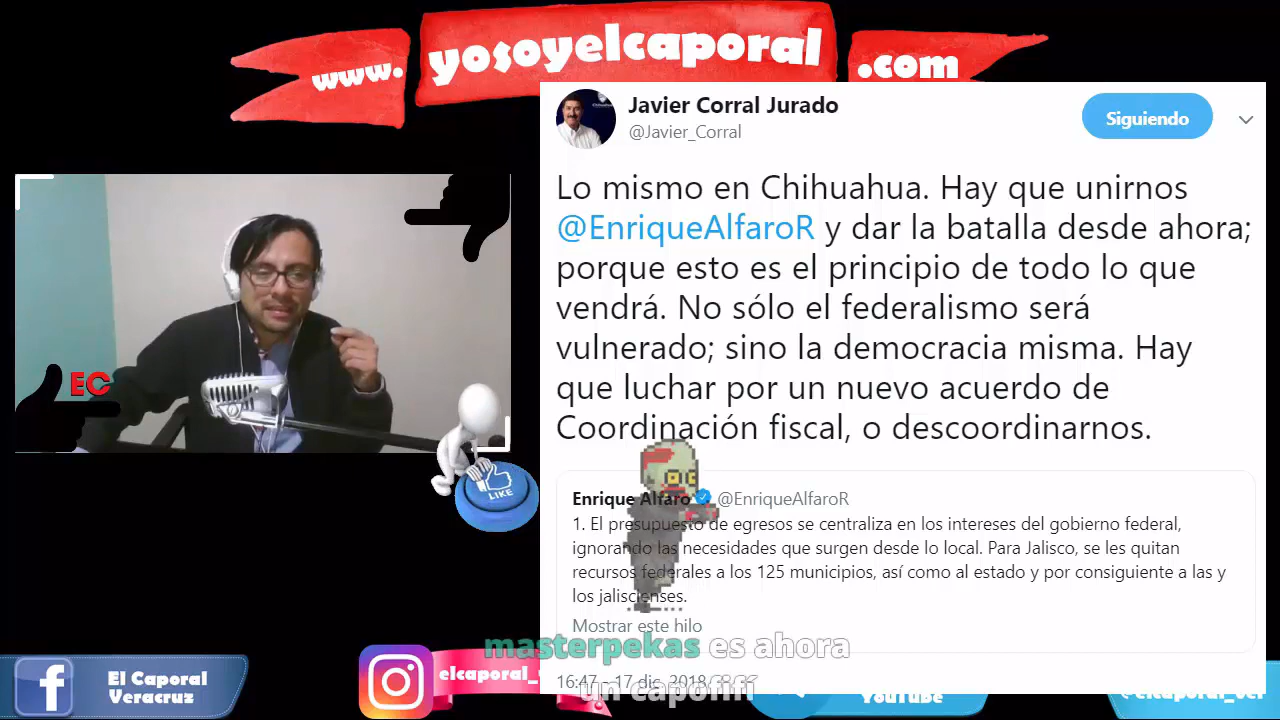 www. yosoyelcaporal .com
Javier Corral Jurado
@Javier_Corral
Siguiendo
Lo mismo en Chihuahua. Hay que unirnos
@EnriqueAlfaroR y dar la batalla desde ahora;
porque esto es el principio de todo lo que
vendrá. No sólo el federalismo será
vulnerado; sino la democracia misma. Hay
que luchar por un nuevo acuerdo de
Coordinación fiscal, o descoordinarnos.
Enrique Alfaro @EnriqueAlfaroR
1. El presupuesto de egresos se centraliza en los intereses del gobierno federal,
ignorando las necesidades que surgen desde lo local. Para Jalisco, se les quitan
recursos federales a los 125 municipios, así como al estado y por consiguiente a las y
los jaliscienses.
Mostrar este hilo
16:47 - 17 dic. 2018
EC
LIKE
masterpekas es ahora
un capofifi
El Caporal
Veracruz
elcaporal_
YouTube